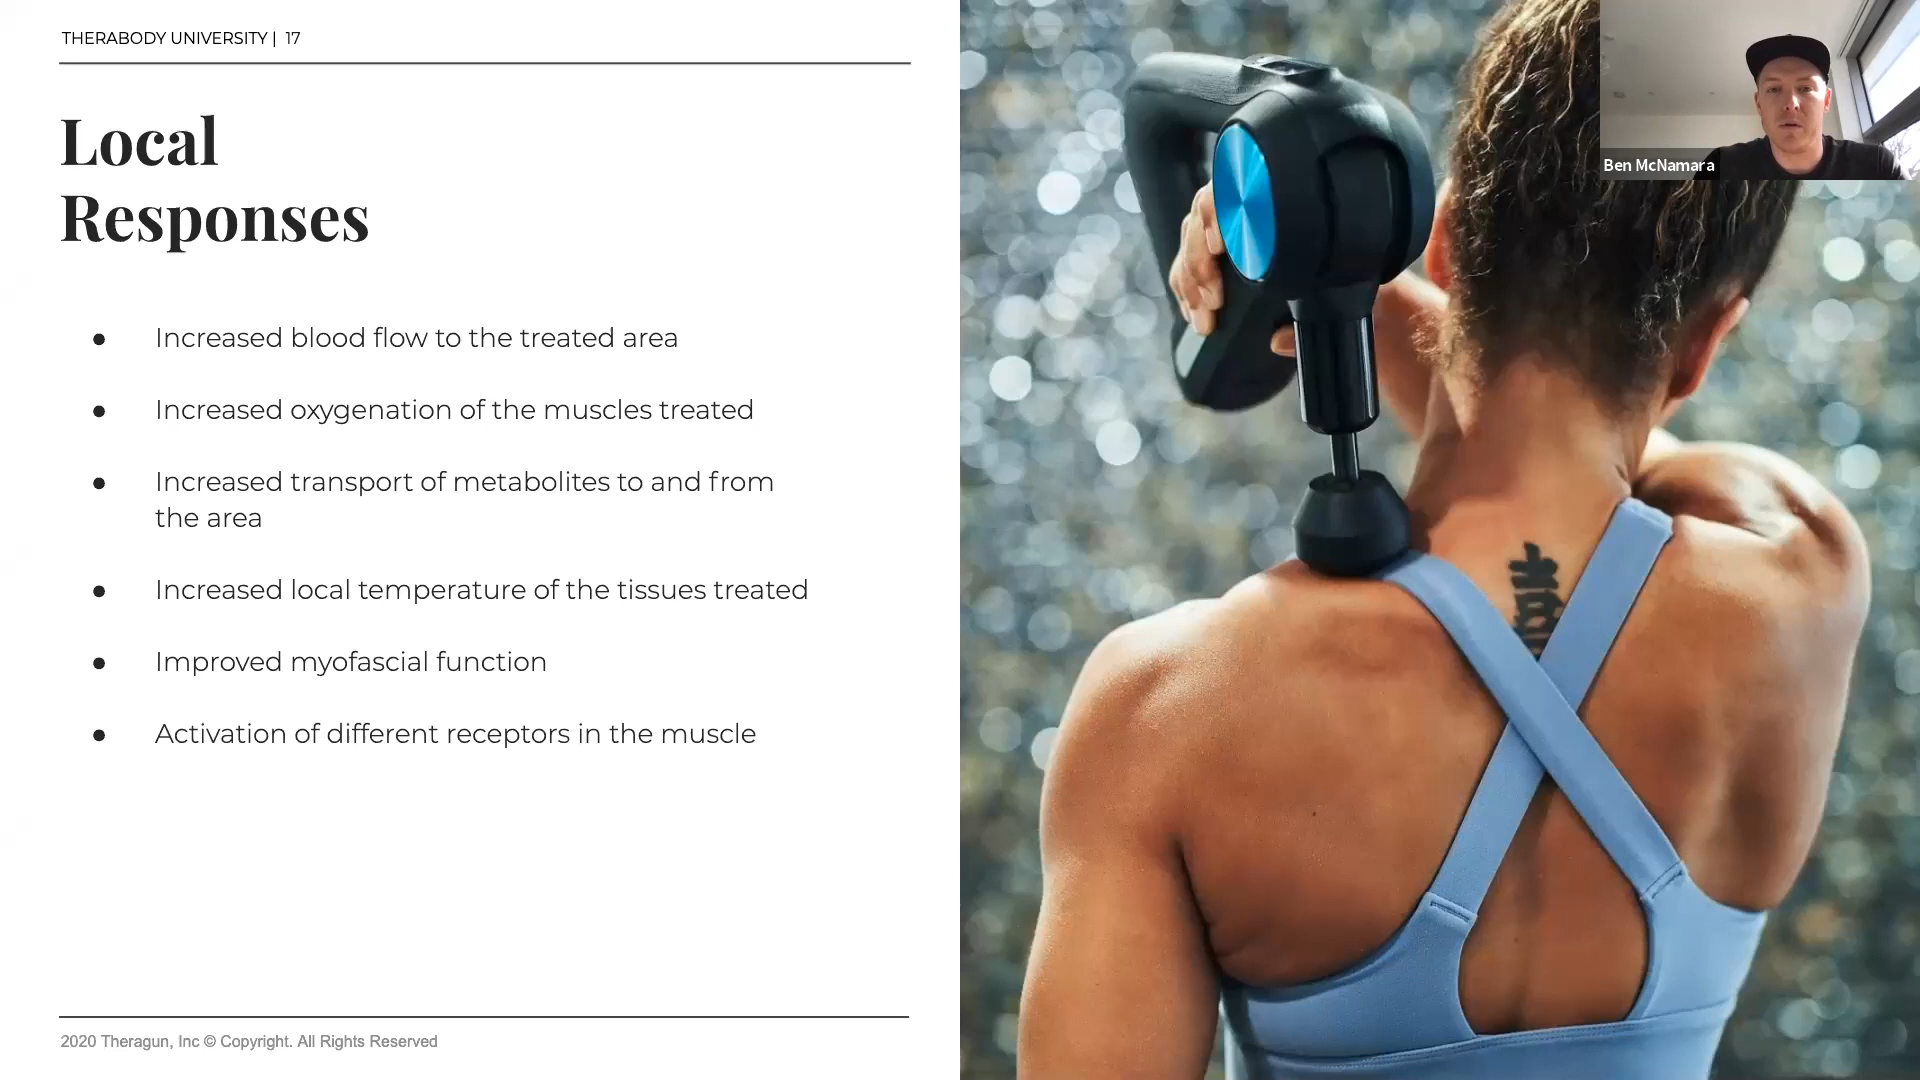 THERABODY UNIVERSITY | 17
Local
Responses
● Increased blood flow to the treated area
● Increased oxygenation of the muscles treated
● Increased transport of metabolites to and from
the area
● Increased local temperature of the tissues treated
● Improved myofascial function
● Activation of different receptors in the muscle
2020 Theragun, Inc © Copyright. All Rights Reserved
Ben McNamara